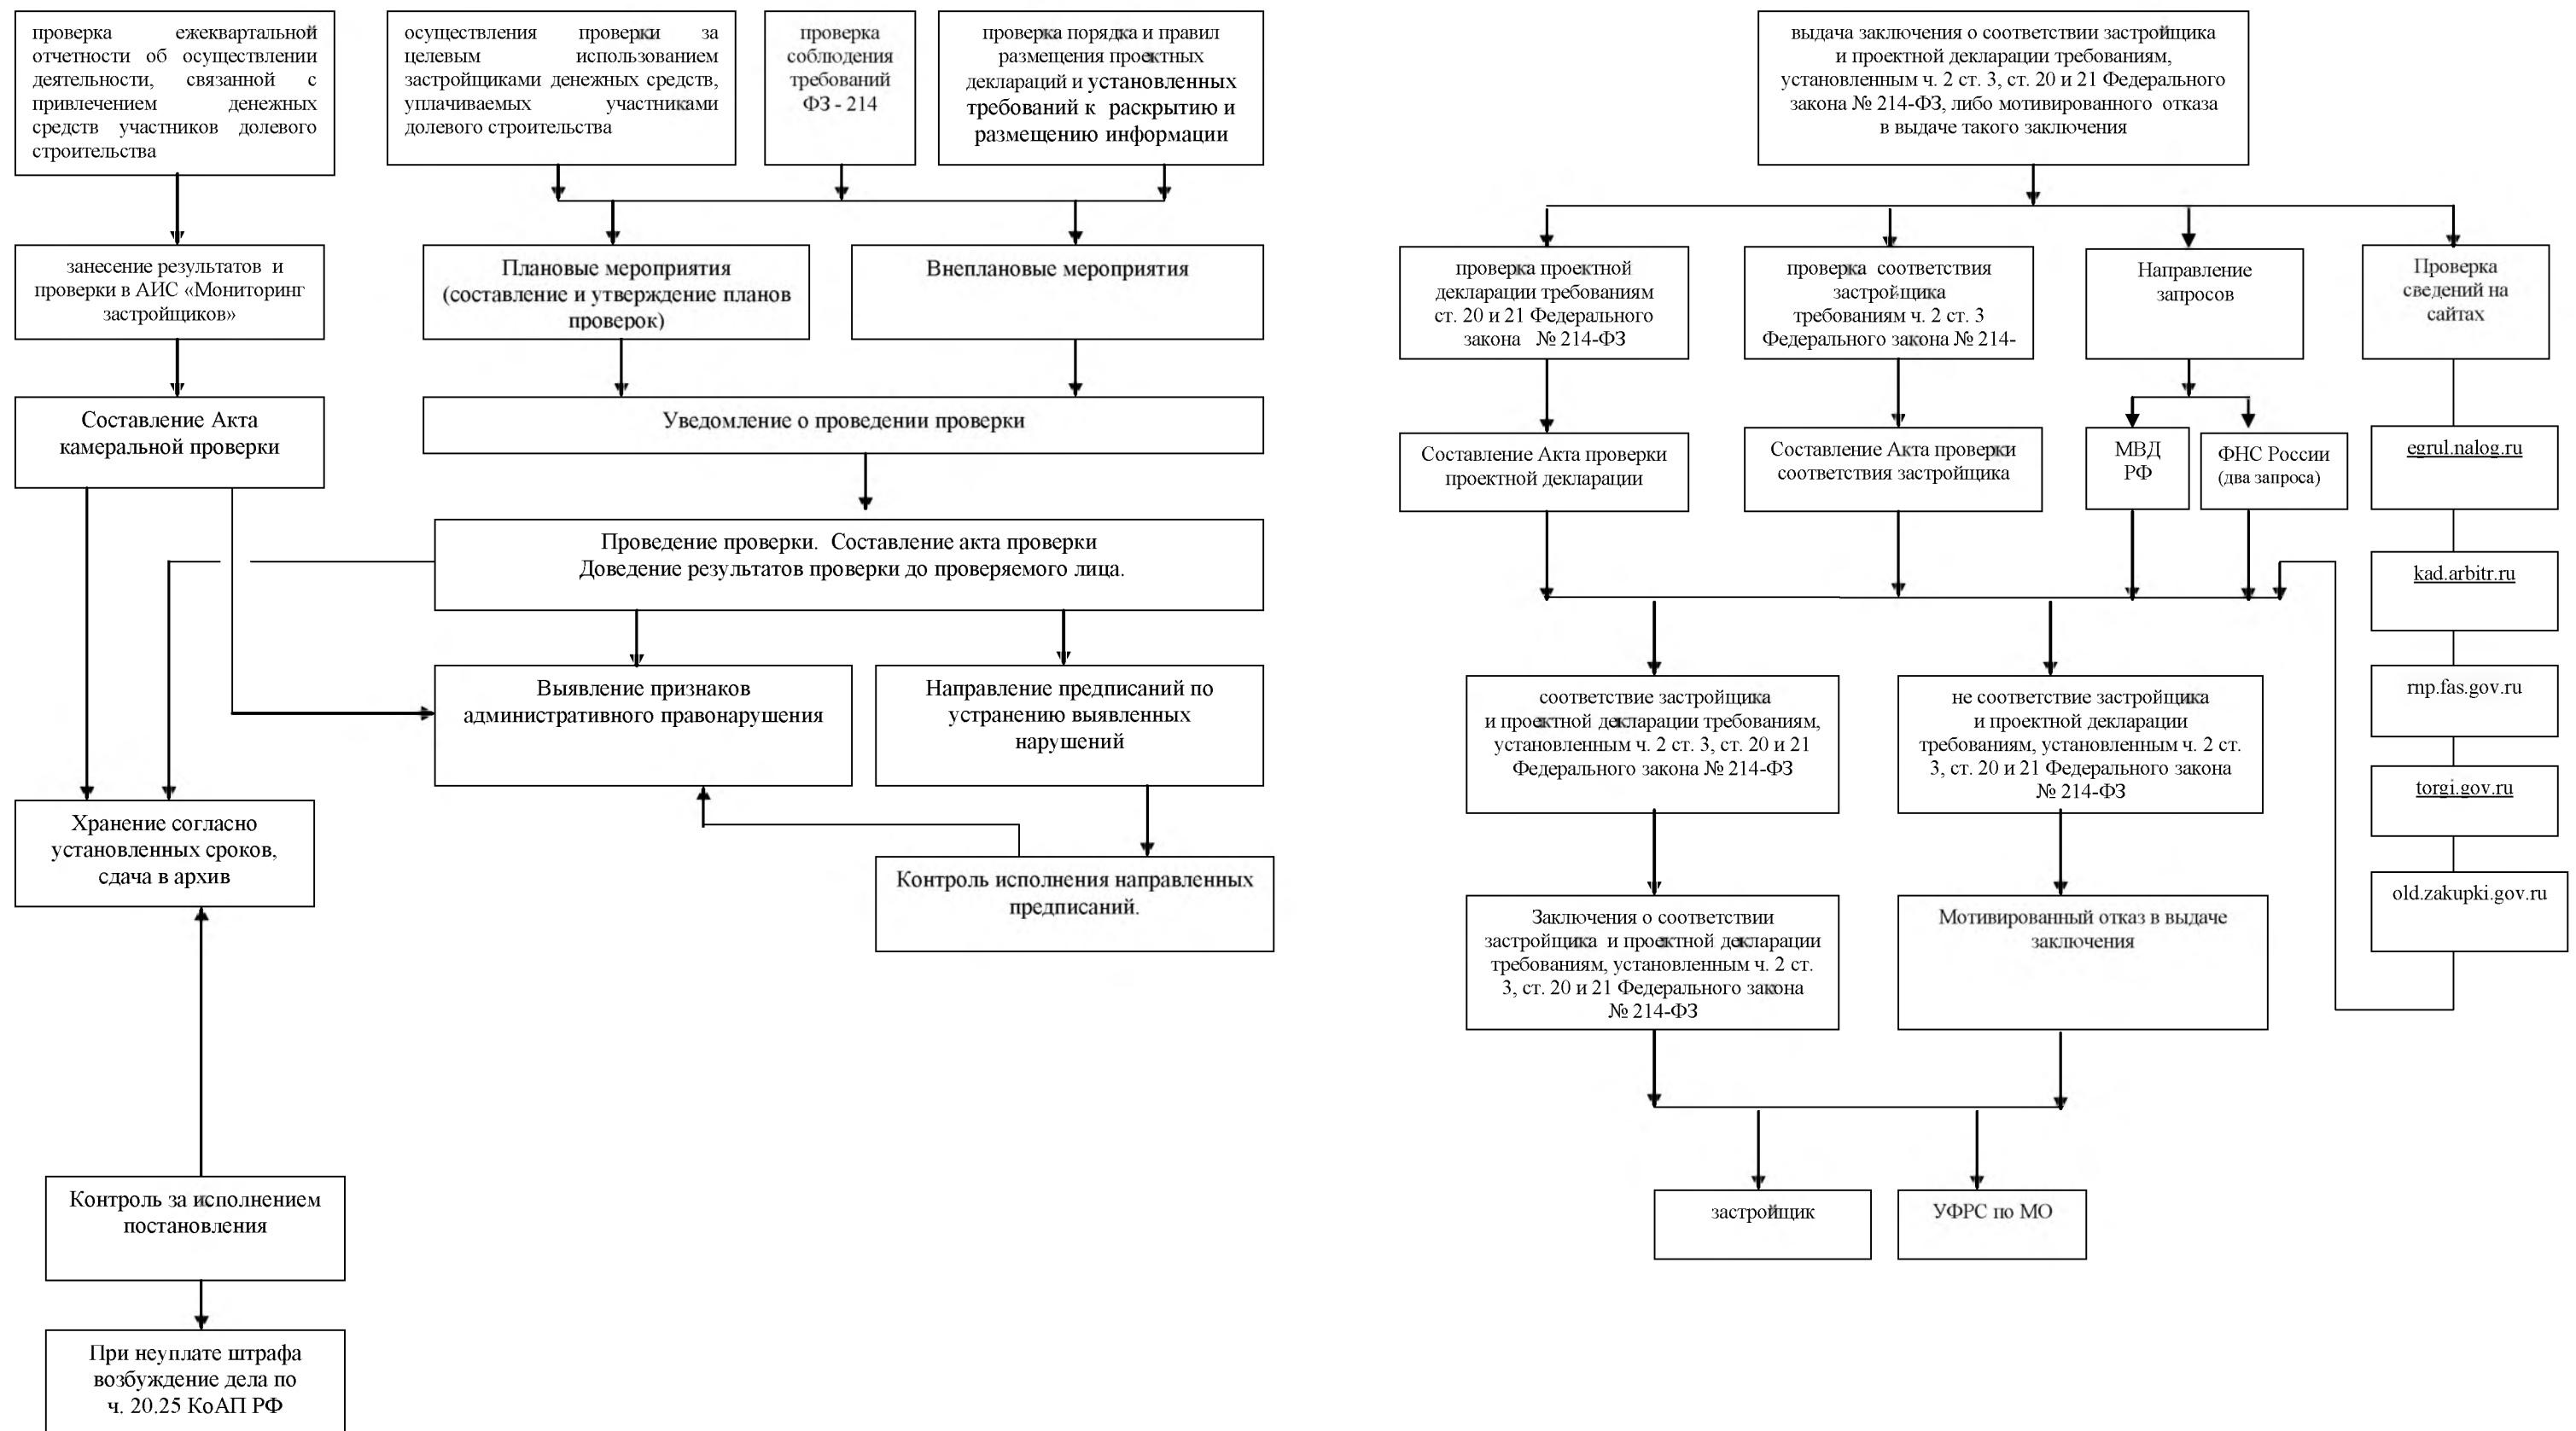 проверка ежеквартальной
отчетности об осуществлении
деятельности, связанной с
привлечением денежных
средств участников долевого
строительства
осуществления проверки за
целевым использованием
застройщиками денежных средств,
уплачиваемых участниками
долевого строительства
проверка
соблюдения
требований
ФЗ - 214
проверка порядка и правил
размещения проектных
деклараций и установленных
требований к раскрытию и
размещению информации
выдача заключения о соответствии застройщика
и проектной декларации требованиям,
установленным ч. 2 ст. 3, ст. 20 и 21 Федерального
закона № 214-ФЗ, либо мотивированного отказа
в выдаче такого заключения
занесение результатов и
проверки в АИС «Мониторинг
застройщиков»
Плановые мероприятия
(составление и утверждение планов
проверок)
Внеплановые мероприятия
проверка проектной
декларации требованиям
ст. 20 и 21 Федерального
закона № 214-ФЗ
проверка соответствия
застройщика
требованиям ч. 2 ст. 3
Федерального закона № 214-
Направление
запросов
Проверка
сведений на
сайтах
Составление Акта
камеральной проверки
Уведомление о проведении проверки
Составление Акта проверки
проектной декларации
Составление Акта проверки
соответствия застройщика
МВД
РФ
ФНС России
(два запроса)
egrul.nalog.ru
Проведение проверки. Составление акта проверки
Доведение результатов проверки до проверяемого лица.
kad.arbitr.ru
Выявление признаков
административного правонарушения
Направление предписаний по
устранению выявленных
нарушений
соответствие застройщика
и проектной декларации требованиям,
установленным ч. 2 ст. 3, ст. 20 и 21
Федерального закона № 214-ФЗ
не соответствие застройщика
и проектной декларации
требованиям, установленным ч. 2 ст.
3, ст. 20 и 21 Федерального закона
№ 214-ФЗ
rnp.fas.gov.ru
torgi.gov.ru
Хранение согласно
установленных сроков,
сдача в архив
Контроль исполнения направленных
предписаний.
Заключения о соответствии
застройщика и проектной декларации
требованиям, установленным ч. 2 ст.
3, ст. 20 и 21 Федерального закона
№ 214-ФЗ
Мотивированный отказ в выдаче
заключения
old.zakupki.gov.ru
Контроль за исполнением
постановления
застройщик
УФРС по МО
При неуплате штрафа
возбуждение дела по
ч. 20.25 КоАП РФ